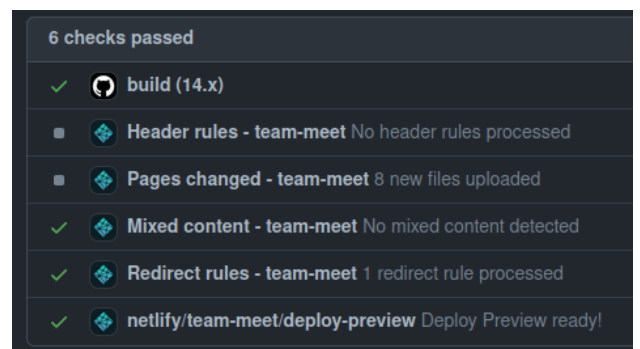 6 checks passed
build (14.x)
Header rules - team-meet No header rules processed
Pages changed - team-meet 8 new files uploaded
Mixed content - team-meet No mixed content detected
Redirect rules - team-meet 1 redirect rule processed
netlify/team-meet/deploy-preview Deploy Preview ready!